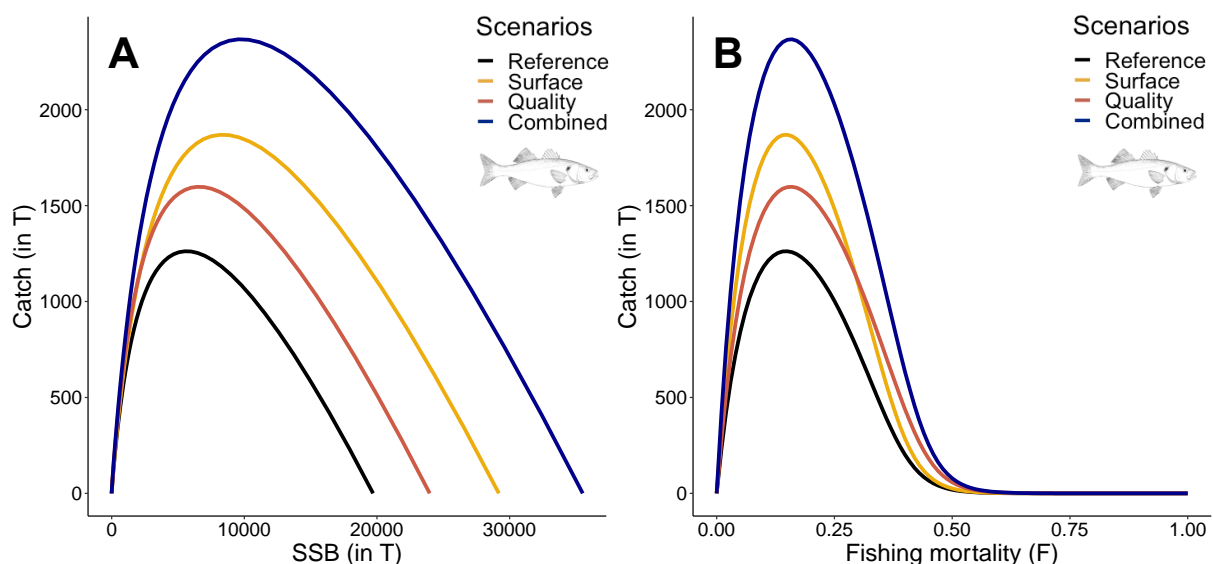 A
Scenarios
Reference
Surface
Quality
Combined
Catch (in T)
2000
1500
1000
500
0
0 10000 20000 30000
SSB (in T)
B
Scenarios
Reference
Surface
Quality
Combined
Catch (in T)
2000
1500
1000
500
0
0.00 0.25 0.50 0.75 1.00
Fishing mortality (F)